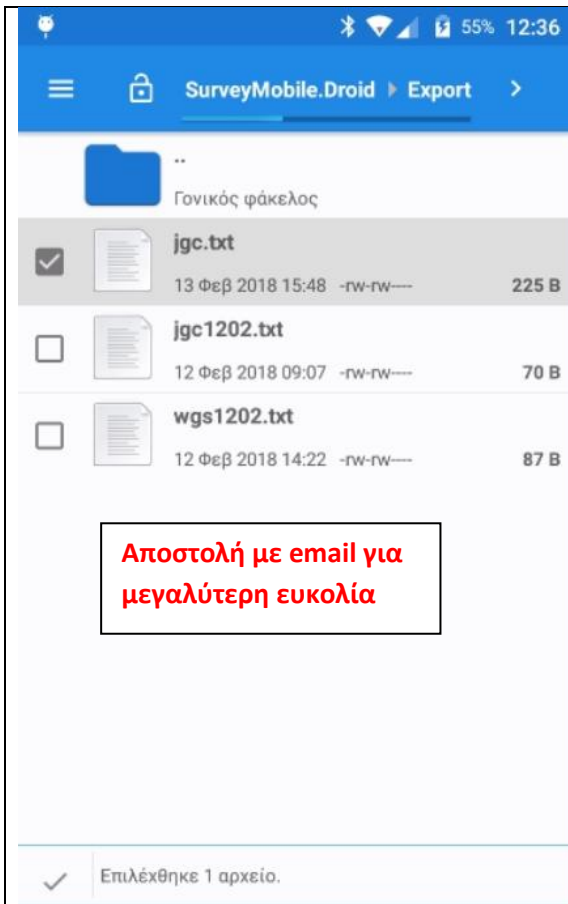 55% 12:36
SurveyMobile.Droid Export
..
Γονικός φάκελος
jgc.txt
13 Φεβ 2018 15:48 -rw-rw---- 225 B
jgc1202.txt
12 Φεβ 2018 09:07 -rw-rw---- 70 B
wgs1202.txt
12 Φεβ 2018 14:22 -rw-rw---- 87 B
Αποστολή με email για
μεγαλύτερη ευκολία
Επιλέχθηκε 1 αρχείο.